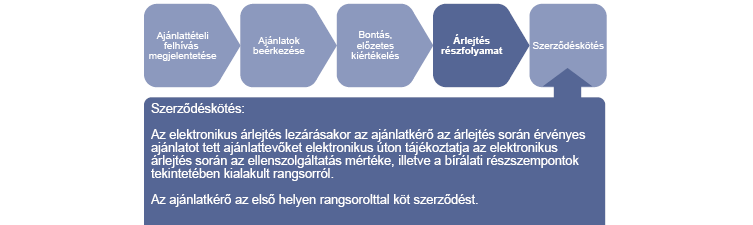 Ajánlattételi
felhívás
megjelentetése
Ajánlatok
beérkezése
Bontás,
előzetes
kiértékelés
Árlejtés
részfolyamat
Szerződéskötés
Szerződéskötés:
Az elektronikus árlejtés lezárásakor az ajánlatkérő az árlejtés során érvényes
ajánlatot tett ajánlattevőket elektronikus úton tájékoztatja az elektronikus
árlejtés során az ellenszolgáltatás mértéke, illetve a bírálati részszempontok
tekintetében kialakult rangsorról.
Az ajánlatkérő az első helyen rangsorolttal köt szerződést.